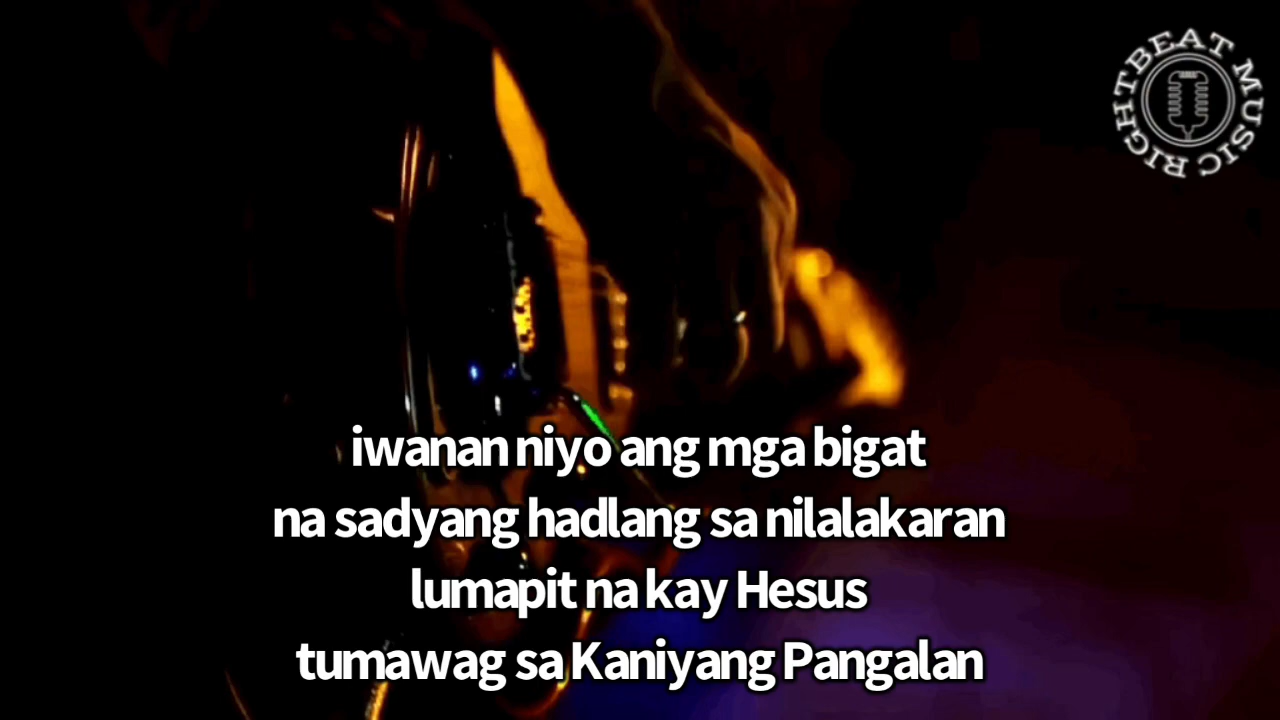 RIGHTBEAT MUSIC
iwanan niyo ang mga bigat
na sadyang hadlang sa nilalakaran
lumapit na kay Hesus
tumawag sa Kaniyang Pangalan